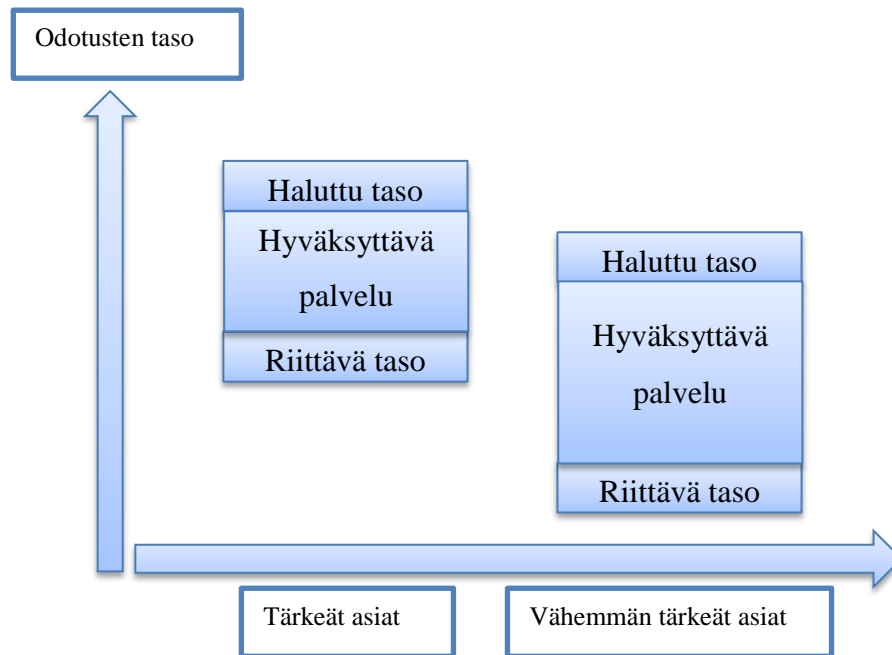 Odotusten taso
Haluttu taso
Hyväksyttävä
palvelu
Riittävä taso
Haluttu taso
Hyväksyttävä
palvelu
Riittävä taso
Tärkeät asiat
Vähemmän tärkeät asiat